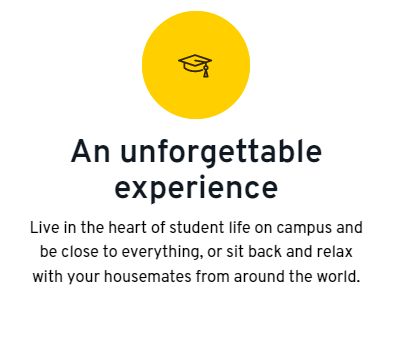 An unforgettable
experience
Live in the heart of student life on campus and
be close to everything, or sit back and relax
with your housemates from around the world.